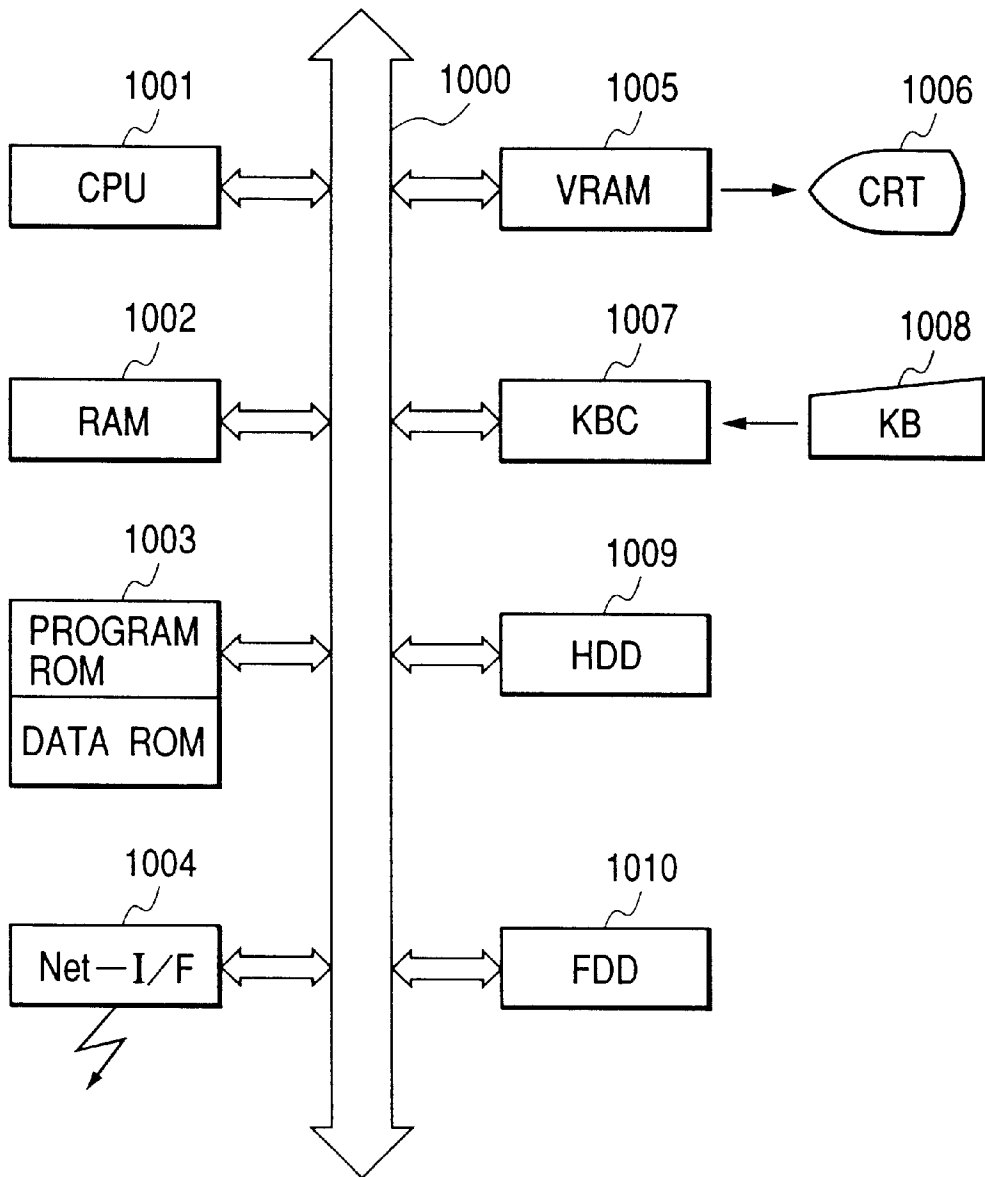 1001
CPU
1000
1005
VRAM
1006
CRT
1002
RAM
1007
KBC
1008
KB
1003
PROGRAM
ROM
DATA ROM
1009
HDD
1004
Net-I/F
1010
FDD